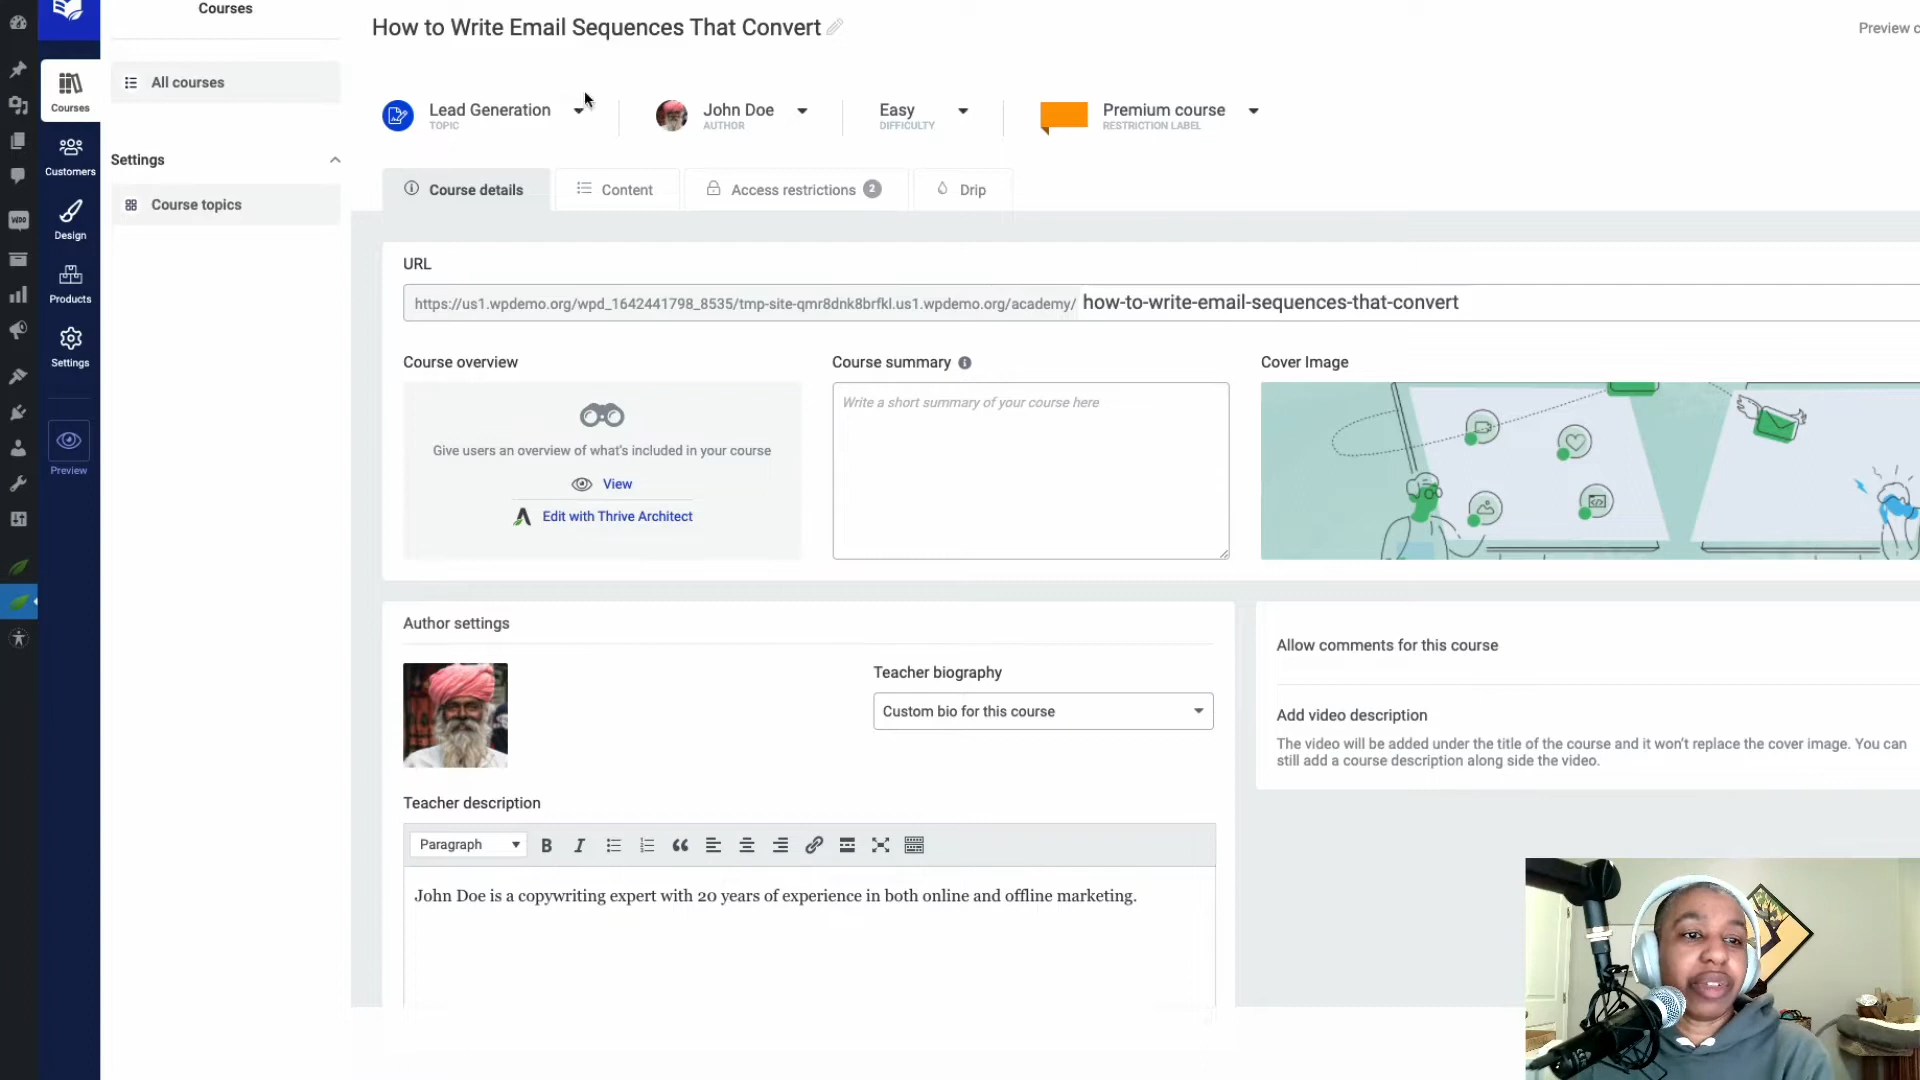 Courses
How to Write Email Sequences That Convert
Preview c
All courses
Courses
Lead Generation
TOPIC
John Doe
AUTHOR
Easy
DIFFICULTY
Premium course
RESTRICTION LABEL
Settings
Customers
Course details
Content
Access restrictions 2
Drip
Course topics
Design
Products
Settings
Preview
URL
https://us1.wpdemo.org/wpd_1642441798_8535/tmp-site-qmr8dnk8brfkl.us1.wpdemo.org/academy/ how-to-write-email-sequences-that-convert
Course overview
Course summary
Cover Image
Give users an overview of what's included in your course
View
Edit with Thrive Architect
Write a short summary of your course here
Author settings
Teacher biography
Custom bio for this course
Allow comments for this course
Add video description
The video will be added under the title of the course and it won't replace the cover image. You can
still add a course description along side the video.
Teacher description
Paragraph
John Doe is a copywriting expert with 20 years of experience in both online and offline marketing.